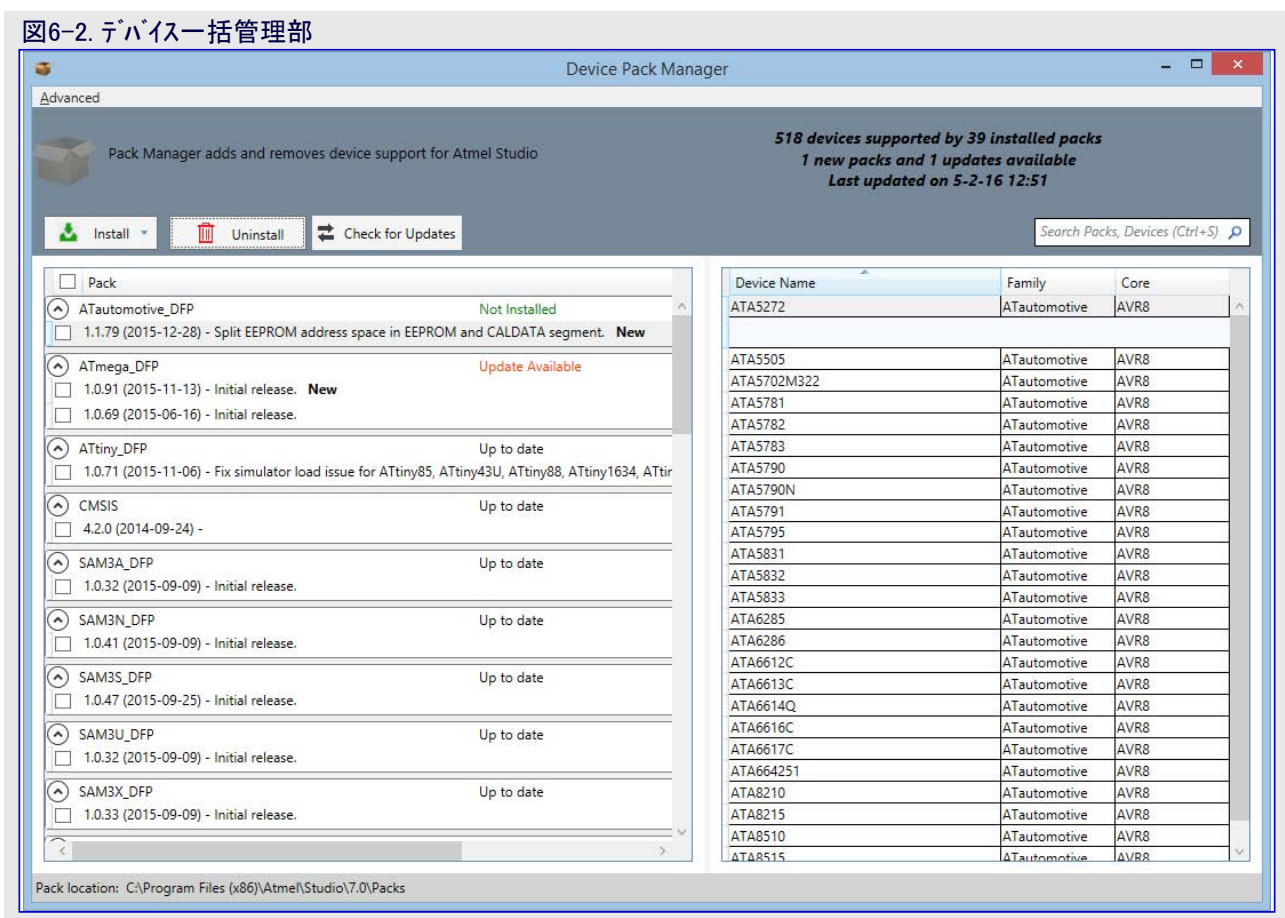 図6-2. ﾃﾞﾊﾞｲｽ一括管理部
Device Pack Manager
Advanced
Pack Manager adds and removes device support for Atmel Studio
518 devices supported by 39 installed packs
1 new packs and 1 updates available
Last updated on 5-2-16 12:51
Install
Uninstall
Check for Updates
Search Packs, Devices (Ctrl+S)
Pack
ATautomotive_DFP Not Installed
1.1.79 (2015-12-28) - Split EEPROM address space in EEPROM and CALDATA segment. New
ATmega_DFP Update Available
1.0.91 (2015-11-13) - Initial release. New
1.0.69 (2015-06-16) - Initial release.
ATtiny_DFP Up to date
1.0.71 (2015-11-06) - Fix simulator load issue for ATtiny85, ATtiny43U, ATtiny88, ATtiny1634, ATtir
CMSIS Up to date
4.2.0 (2014-09-24) -
SAM3A_DFP Up to date
1.0.32 (2015-09-09) - Initial release.
SAM3N_DFP Up to date
1.0.41 (2015-09-09) - Initial release.
SAM3S_DFP Up to date
1.0.47 (2015-09-25) - Initial release.
SAM3U_DFP Up to date
1.0.32 (2015-09-09) - Initial release.
SAM3X_DFP Up to date
1.0.33 (2015-09-09) - Initial release.
Device Name Family Core
ATA5272 ATautomotive AVR8
ATA5505 ATautomotive AVR8
ATA5702M322 ATautomotive AVR8
ATA5781 ATautomotive AVR8
ATA5782 ATautomotive AVR8
ATA5783 ATautomotive AVR8
ATA5790 ATautomotive AVR8
ATA5790N ATautomotive AVR8
ATA5791 ATautomotive AVR8
ATA5795 ATautomotive AVR8
ATA5831 ATautomotive AVR8
ATA5832 ATautomotive AVR8
ATA5833 ATautomotive AVR8
ATA6285 ATautomotive AVR8
ATA6286 ATautomotive AVR8
ATA6612C ATautomotive AVR8
ATA6613C ATautomotive AVR8
ATA6614Q ATautomotive AVR8
ATA6616C ATautomotive AVR8
ATA6617C ATautomotive AVR8
ATA664251 ATautomotive AVR8
ATA8210 ATautomotive AVR8
ATA8215 ATautomotive AVR8
ATA8510 ATautomotive AVR8
ATA8515 ATautomotive AVR8
Pack location: C:\Program Files (x86)\Atmel\Studio\7.0\Packs